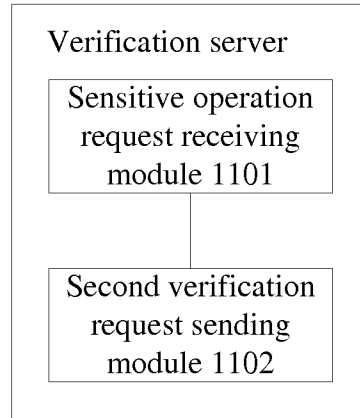 Verification server
Sensitive operation
request receiving
module 1101
Second verification
request sending
module 1102